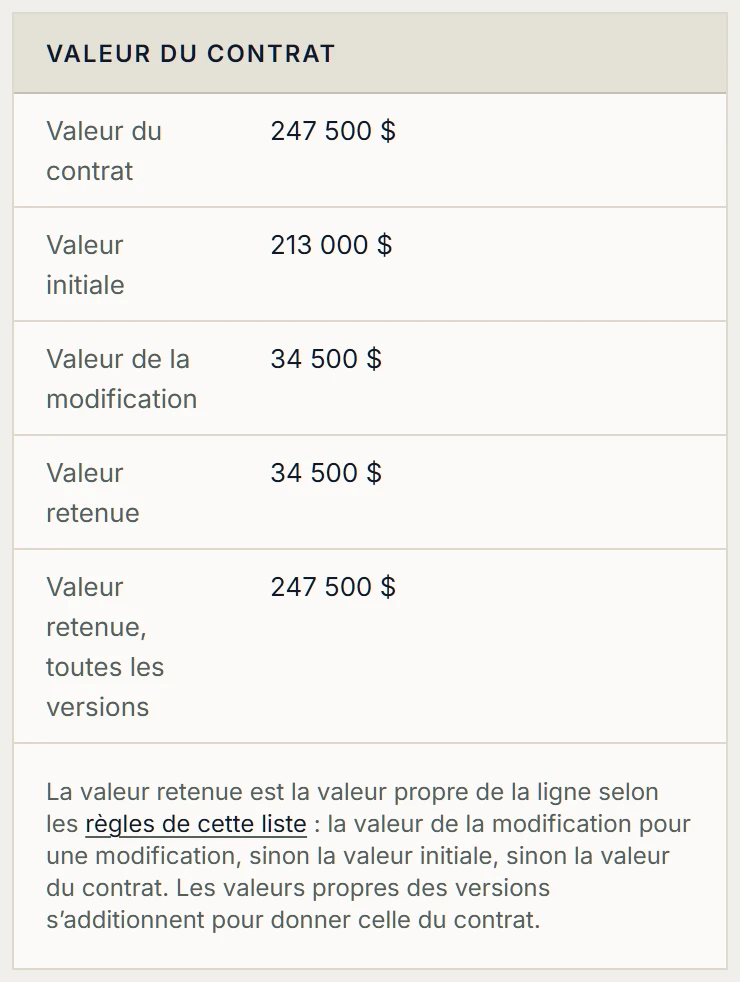 VALEUR DU CONTRAT
Valeur du
contrat
247 500 $
Valeur
initiale
213 000 $
Valeur de la
modification
34 500 $
Valeur
retenue
34 500 $
Valeur
retenue,
toutes les
versions
247 500 $
La valeur retenue est la valeur propre de la ligne selon
les règles de cette liste : la valeur de la modification pour
une modification, sinon la valeur initiale, sinon la valeur
du contrat. Les valeurs propres des versions
s’additionnent pour donner celle du contrat.